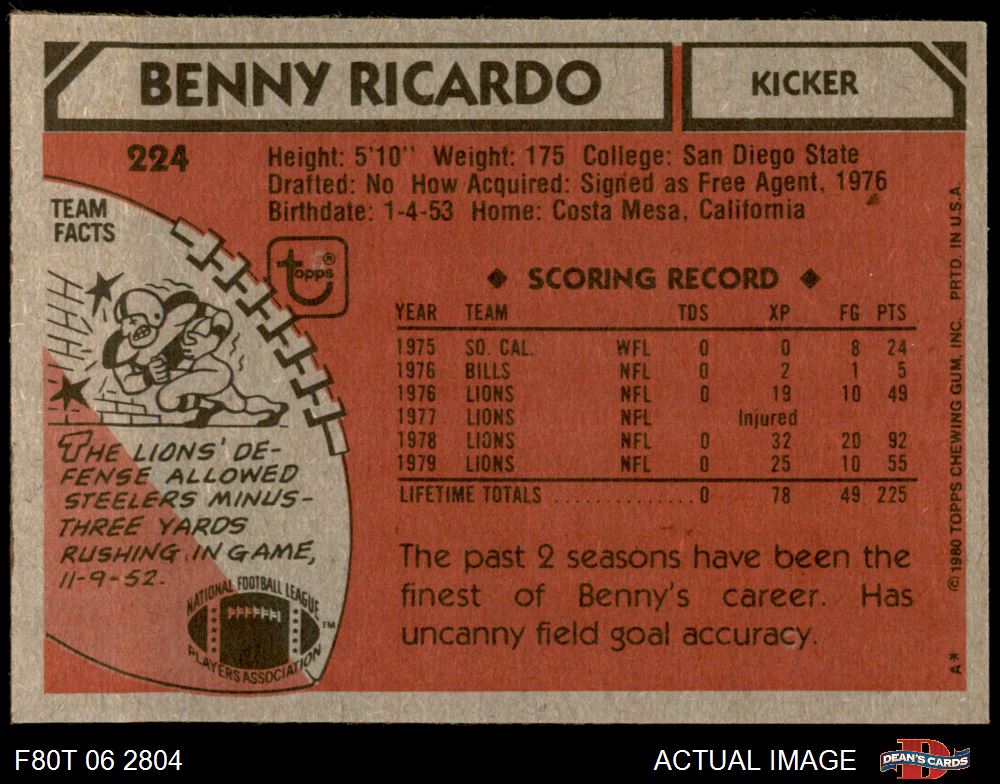 BENNY RICARDO
KICKER
224
Height: 5'10" Weight: 175 College: San Diego State
Drafted: No How Acquired: Signed as Free Agent, 1976
Birthdate: 1-4-53 Home: Costa Mesa, California
TEAM
FACTS
topps®
◆ SCORING RECORD ◆
YEAR TEAM TDS XP FG PTS
1975 SO. CAL. WFL 0 0 8 24
1976 BILLS NFL 0 2 1 5
1976 LIONS NFL 0 19 10 49
1977 LIONS NFL Injured
1978 LIONS NFL 0 32 20 92
1979 LIONS NFL 0 25 10 55
LIFETIME TOTALS ..............0 78 49 225
THE LIONS' DE-
FENSE ALLOWED
STEELERS MINUS-
THREE YARDS
RUSHING IN GAME,
11-9-52.
NATIONAL FOOTBALL LEAGUE
PLAYERS ASSOCIATION
TM
The past 2 seasons have been the
finest of Benny's career. Has
uncanny field goal accuracy.
A* © 1980 TOPPS CHEWING GUM, INC. PRTD. IN U.S.A.
F80T 06 2804
ACTUAL IMAGE
D
DEAN'S CARDS